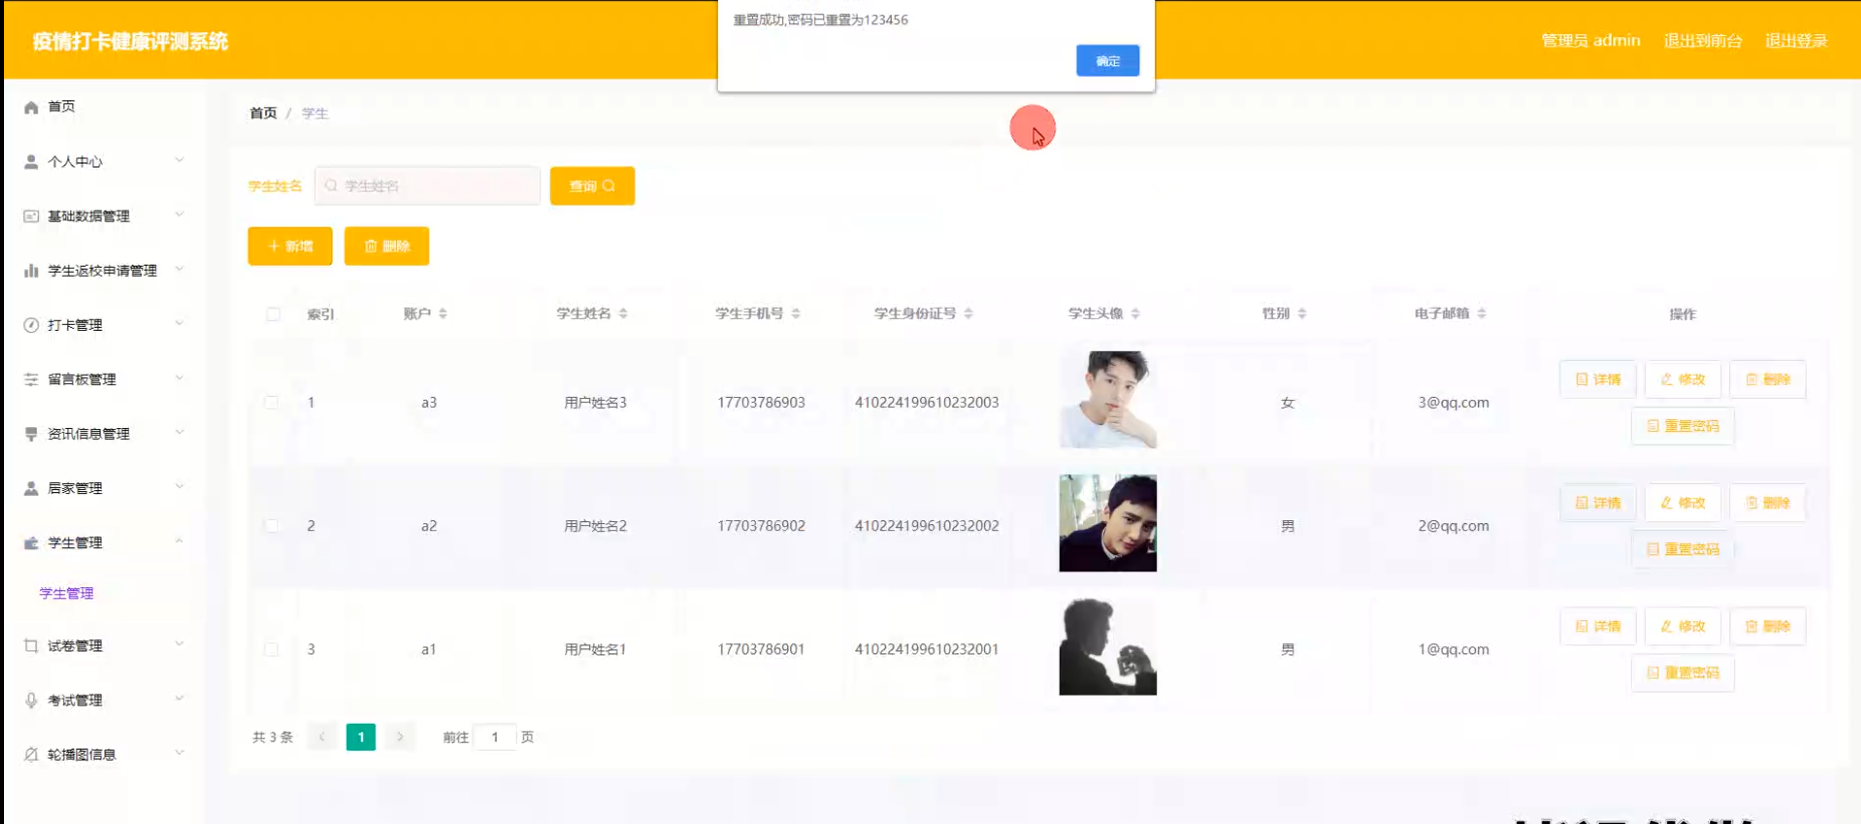 重置成功,密码已重置为123456
确定
疫情打卡健康评测系统
管理员 admin 退出到前台 退出登录
首页
个人中心
基础数据管理
学生返校申请管理
打卡管理
留言板管理
资讯信息管理
居家管理
学生管理
学生管理
试卷管理
考试管理
轮播图信息
首页 / 学生
学生姓名 学生姓名 查询
新增 删除
索引 账户 学生姓名 学生手机号 学生身份证号 学生头像 性别 电子邮箱 操作
1 a3 用户姓名3 17703786903 410224199610232003 女 3@qq.com 详情 修改 删除
重置密码
2 a2 用户姓名2 17703786902 410224199610232002 男 2@qq.com 详情 修改 删除
重置密码
3 a1 用户姓名1 17703786901 410224199610232001 男 1@qq.com 详情 修改 删除
重置密码
共 3 条 1 前往 1 页